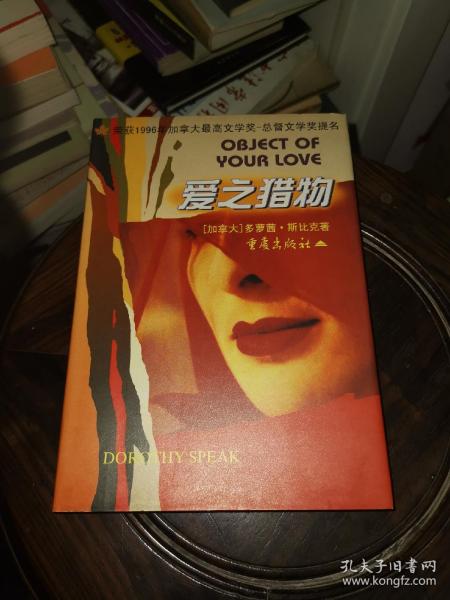 荣获1996年加拿大最高文学奖-总督文学奖提名
OBJECT OF
YOUR LOVE
爱之猎物
[加拿大]多萝茜·斯比克著
重庆出版社
DOROTHY SPEAK
孔夫子旧书网
www.kongfz.com